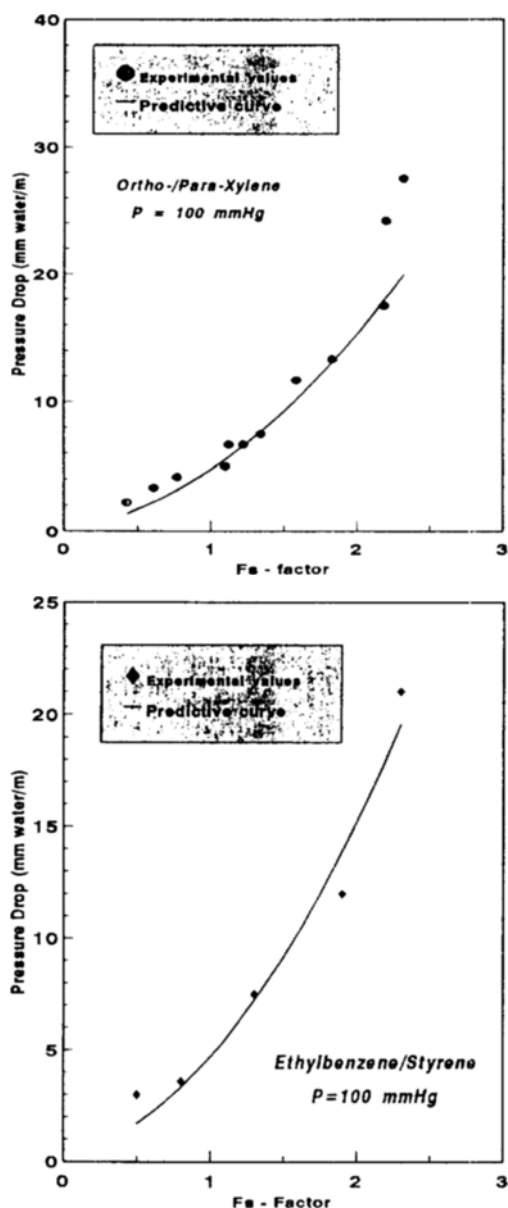 40
Experimental values
Predictive curve
Ortho-/Para-Xylene
P = 100 mmHg
30
20
10
0
Pressure Drop (mm water/m)
0 1 2 3
Fs - factor
25
Experimental values
Predictive curve
20
15
10
5
0
Pressure Drop (mm water/m)
Ethylbenzene/Styrene
P=100 mmHg
0 1 2 3
Fs - Factor